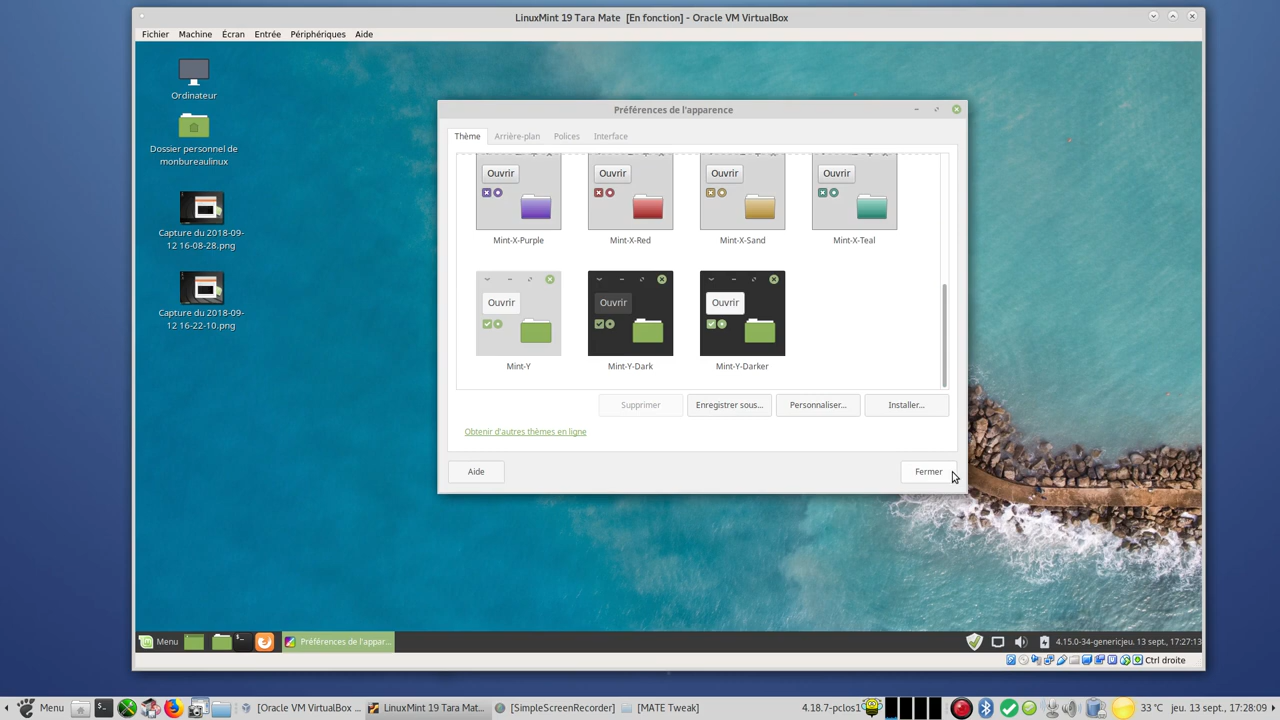 LinuxMint 19 Tara Mate [En fonction] - Oracle VM VirtualBox
Fichier Machine Écran Entrée Périphériques Aide
Ordinateur
Dossier personnel de
monbureaulinux
Capture du 2018-09-
12 16-08-28.png
Capture du 2018-09-
12 16-22-10.png
Préférences de l'apparence
Thème Arrière-plan Polices Interface
Ouvrir Ouvrir Ouvrir Ouvrir
Mint-X-Purple Mint-X-Red Mint-X-Sand Mint-X-Teal
Ouvrir Ouvrir Ouvrir
Mint-Y Mint-Y-Dark Mint-Y-Darker
Supprimer Enregistrer sous... Personnaliser... Installer...
Obtenir d'autres thèmes en ligne
Aide Fermer
Menu Préférences de l'appar... 4.15.0-34-genericjeu. 13 sept., 17:27:13
Ctrl droite
Menu [Oracle VM VirtualBox ... LinuxMint 19 Tara Mat... [SimpleScreenRecorder] [MATE Tweak] 4.18.7-pclos1 33 °C jeu. 13 sept., 17:28:09